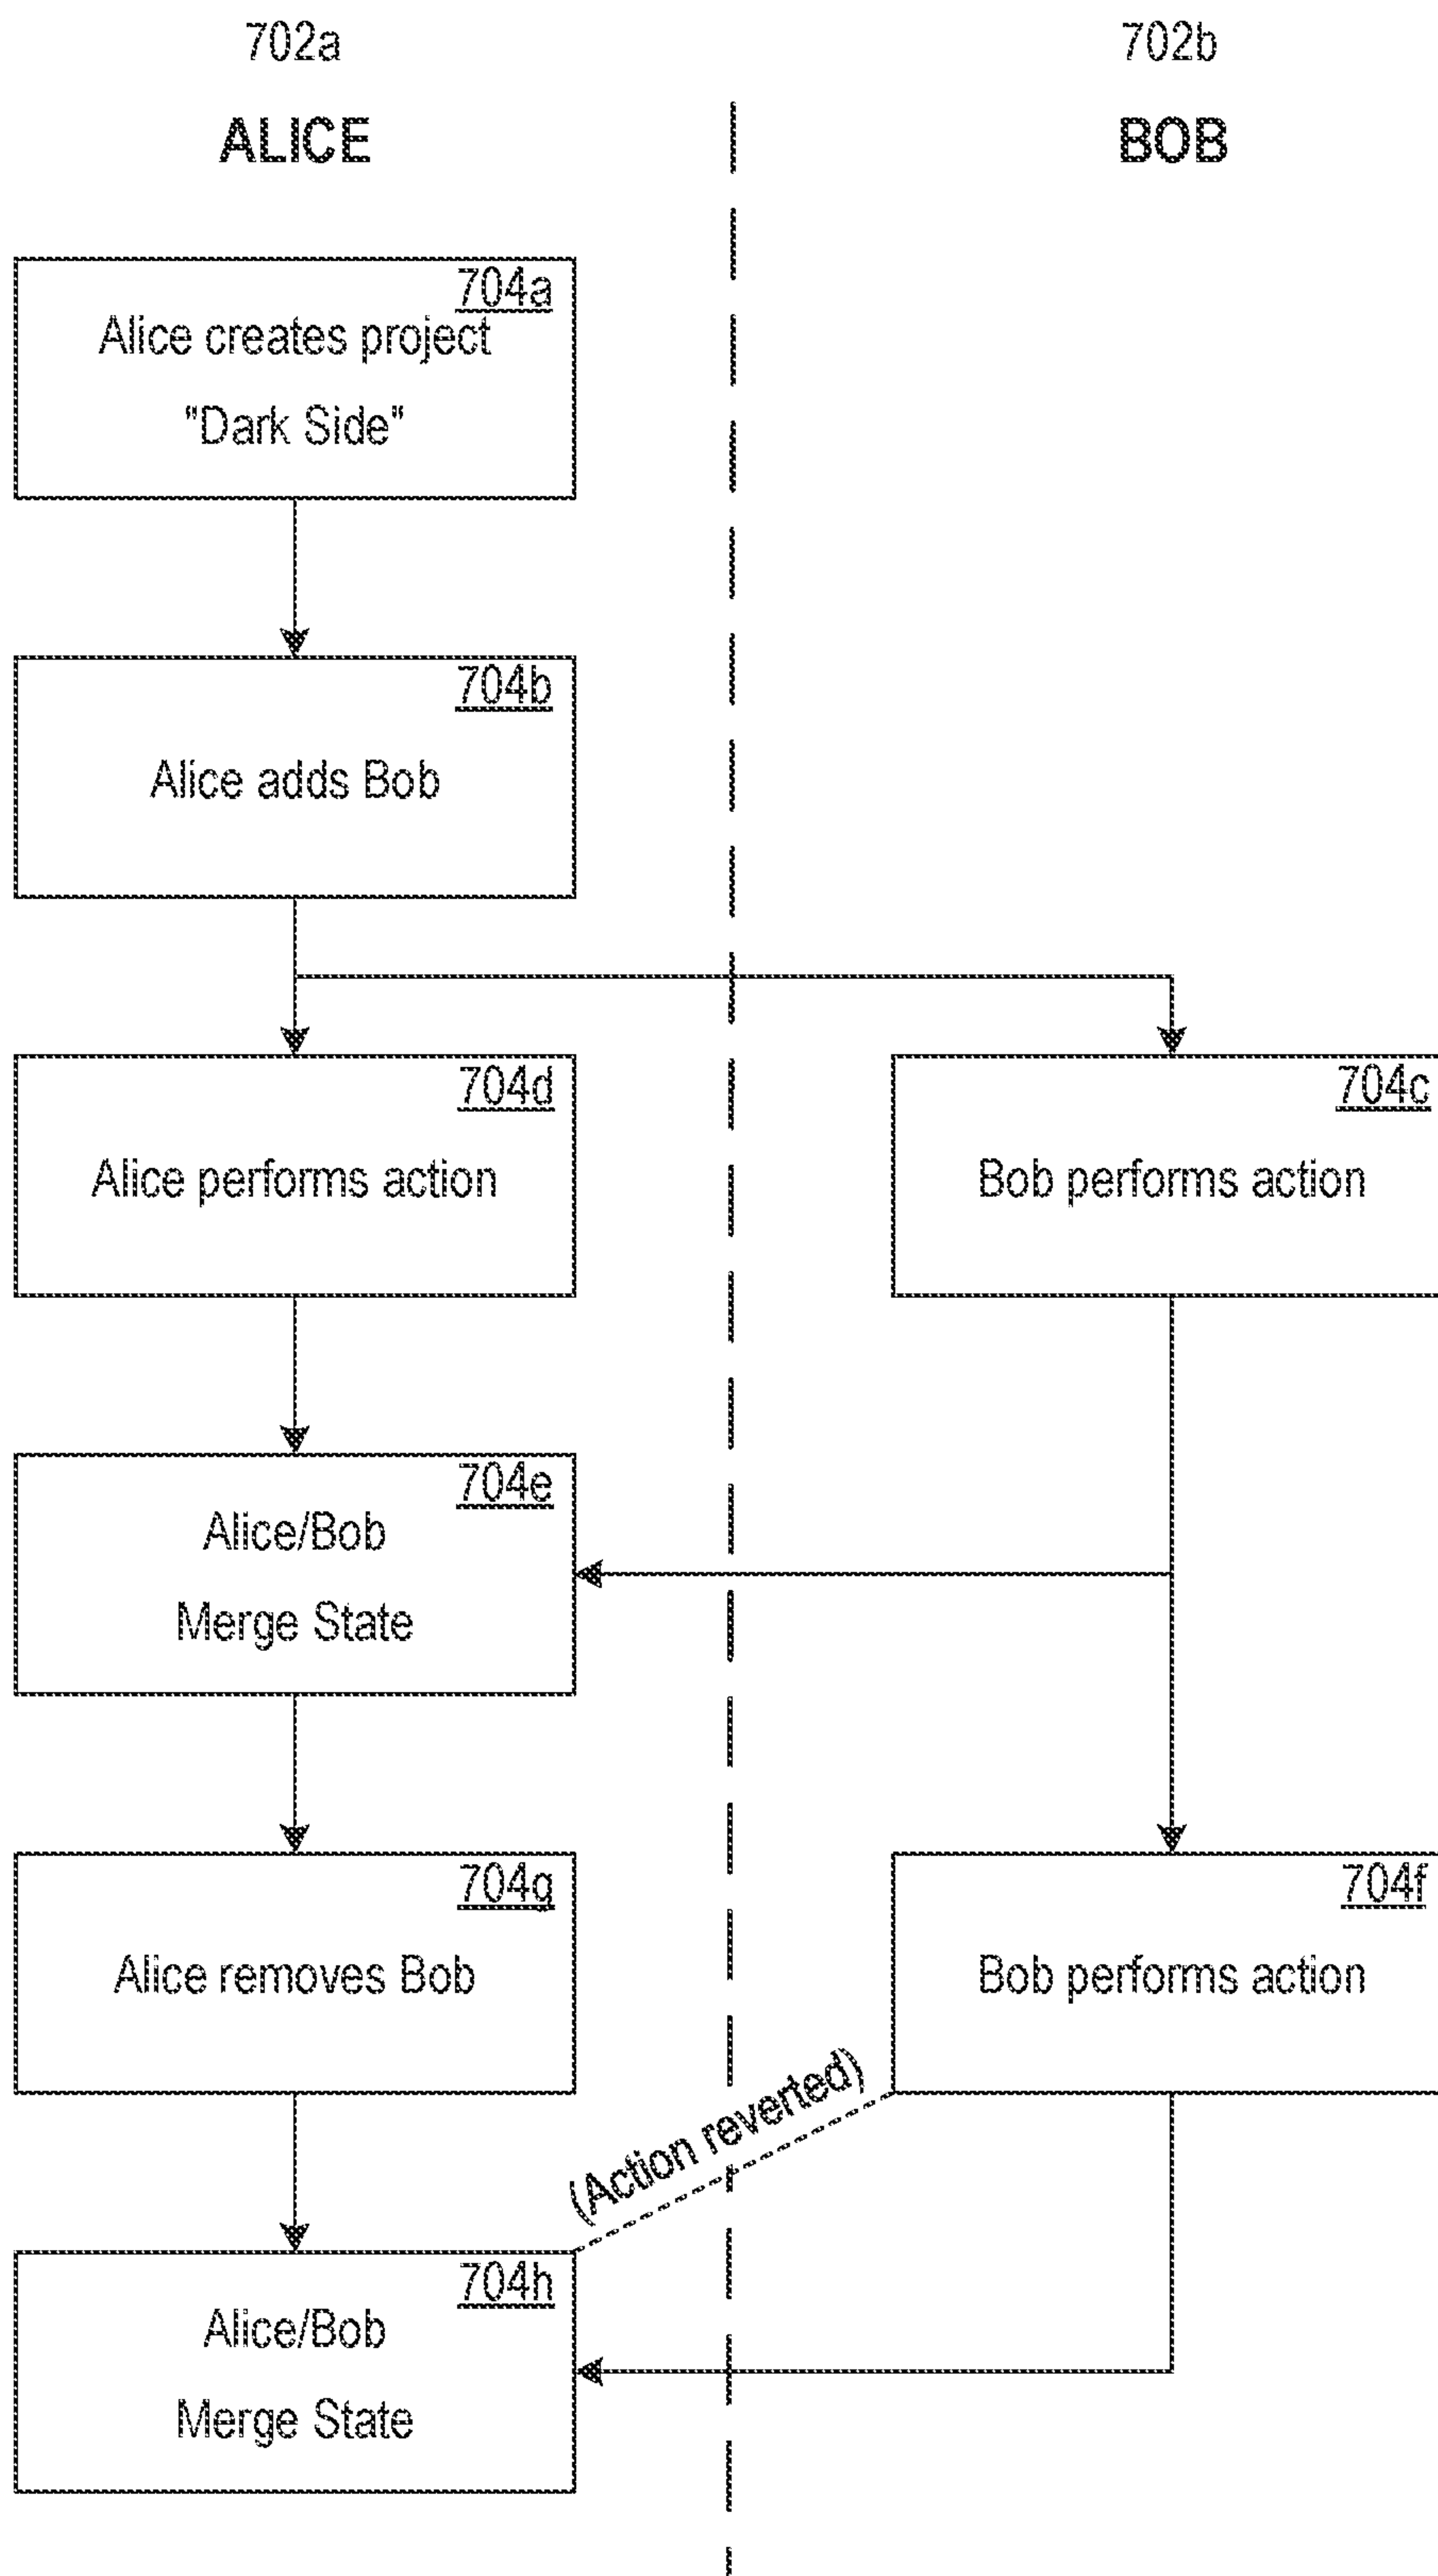 702a
702b
ALICE
BOB
704a
Alice creates project
"Dark Side"
704b
Alice adds Bob
704d
Alice performs action
704c
Bob performs action
704e
Alice/Bob
Merge State
704g
Alice removes Bob
704f
Bob performs action
(Action reverted)
704h
Alice/Bob
Merge State